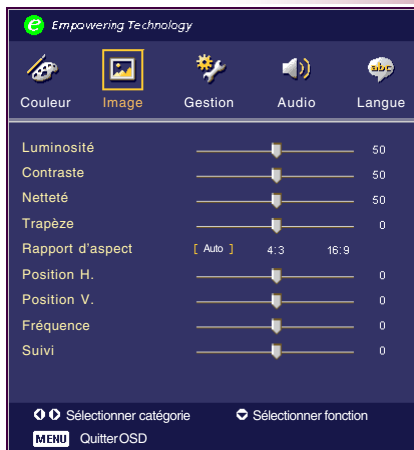 e Empowering Technology
Couleur Image Gestion Audio abc Langue
Luminosité 50
Contraste 50
Netteté 50
Trapèze 0
Rapport d'aspect [ Auto ] 4:3 16:9
Position H. 0
Position V. 0
Fréquence 0
Suivi 0
Sélectionner catégorie Sélectionner fonction
MENU QuitterOSD